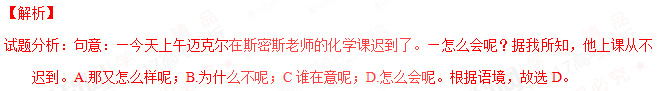 【解析】
试题分析：句意：一今天上午迈克尔在斯密斯老师的化学课迟到了。一怎么会呢？据我所知，他上课从不
迟到。A.那又怎么样呢；B.为什么不呢；C 谁在意呢；D.怎么会呢。根据语境，故选 D。